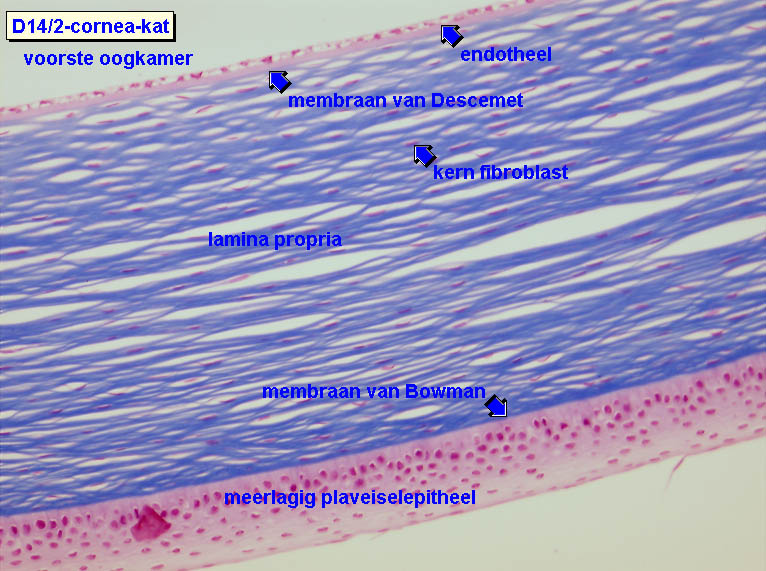 D14/2-cornea-kat
voorste oogkamer
endotheel
membraan van Descemet
kern fibroblast
lamina propria
membraan van Bowman
meerlagig plaveiselepitheel